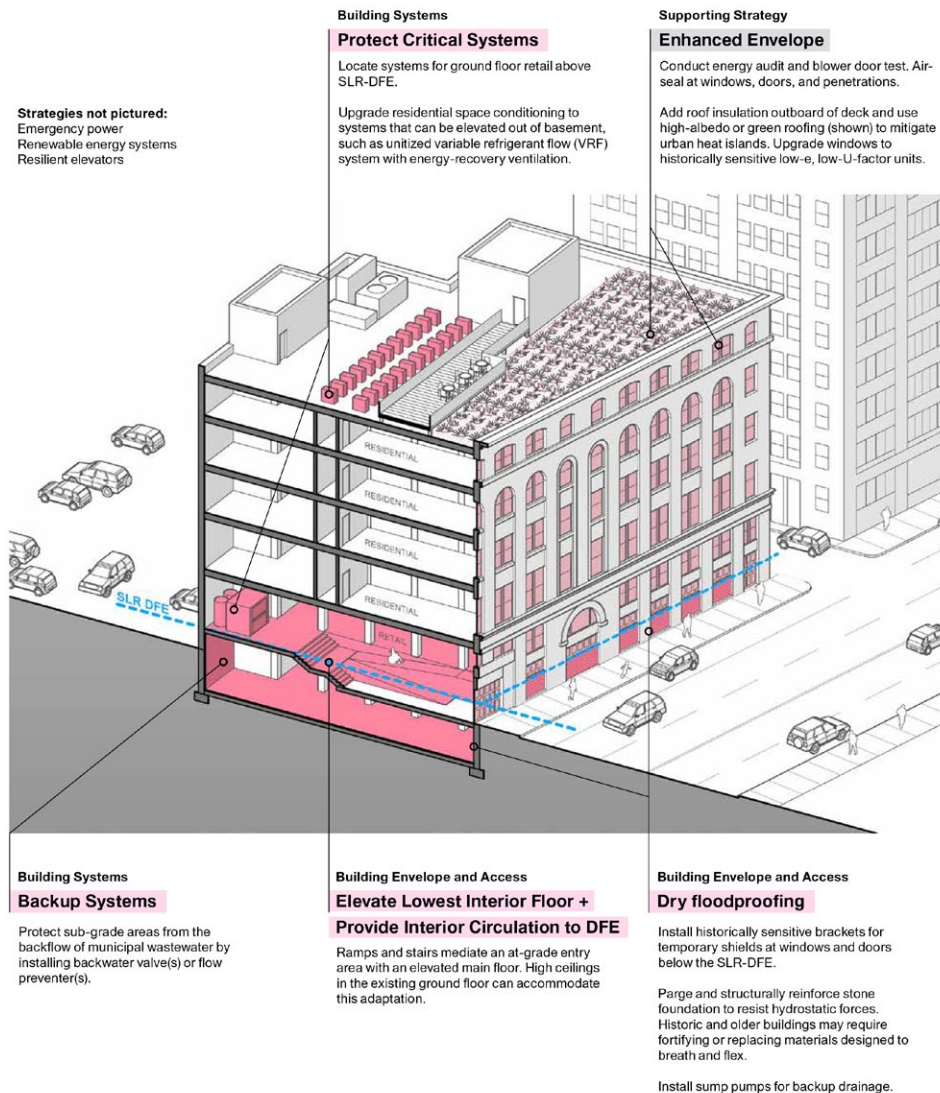 Building Systems
Protect Critical Systems
Locate systems for ground floor retail above
SLR-DFE.
Upgrade residential space conditioning to
systems that can be elevated out of basement,
such as unitized variable refrigerant flow (VRF)
system with energy-recovery ventilation.
Supporting Strategy
Enhanced Envelope
Conduct energy audit and blower door test. Air-
seal at windows, doors, and penetrations.
Add roof insulation outboard of deck and use
high-albedo or green roofing (shown) to mitigate
urban heat islands. Upgrade windows to
historically sensitive low-e, low-U-factor units.
Strategies not pictured:
Emergency power
Renewable energy systems
Resilient elevators
RESIDENTIAL
RESIDENTIAL
RESIDENTIAL
RESIDENTIAL
SLR DFE
RETAIL
Building Systems
Backup Systems
Protect sub-grade areas from the
backflow of municipal wastewater by
installing backwater valve(s) or flow
preventer(s).
Building Envelope and Access
Elevate Lowest Interior Floor +
Provide Interior Circulation to DFE
Ramps and stairs mediate an at-grade entry
area with an elevated main floor. High ceilings
in the existing ground floor can accommodate
this adaptation.
Building Envelope and Access
Dry floodproofing
Install historically sensitive brackets for
temporary shields at windows and doors
below the SLR-DFE.
Parge and structurally reinforce stone
foundation to resist hydrostatic forces.
Historic and older buildings may require
fortifying or replacing materials designed to
breath and flex.
Install sump pumps for backup drainage.